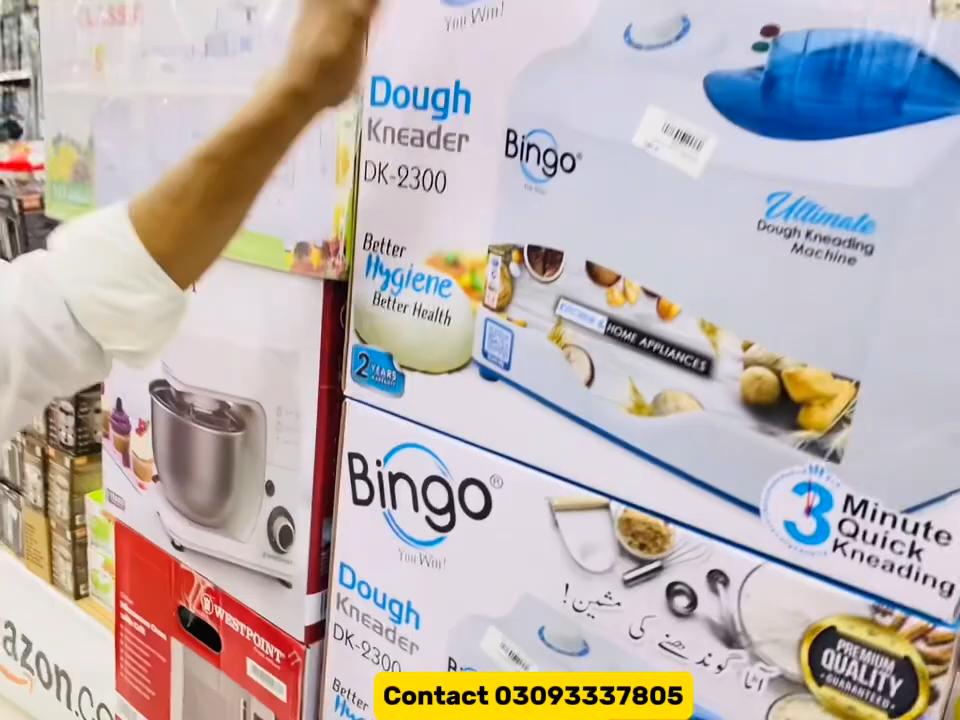 You Win!
Dough
Kneader
DK-2300
Bingo®
Ultimate
Dough Kneading
Machine
Better
Hygiene
Better Health
HOME APPLIANCES
2 YEARS
3 Minute
Quick
Kneading
Bingo®
You Win!
Dough
Kneader
DK-2300
آٹا گوندھنے کی مشین!
PREMIUM
QUALITY
GUARANTEED
Better
WESTPOINT
azon.co
Contact 03093337805